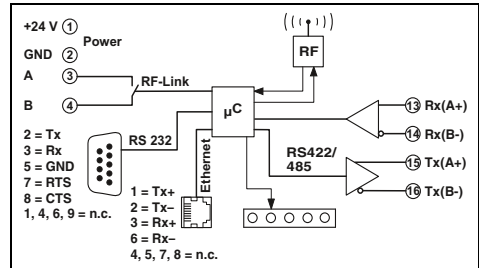 +24 V 1
Power
GND 2
A 3
RF-Link
B 4
RF
µC
13 Rx(A+)
14 Rx(B-)
RS422/
485
15 Tx(A+)
16 Tx(B-)
RS 232
2 = Tx
3 = Rx
5 = GND
7 = RTS
8 = CTS
1, 4, 6, 9 = n.c.
Ethernet
1 = Tx+
2 = Tx–
3 = Rx+
6 = Rx–
4, 5, 7, 8 = n.c.